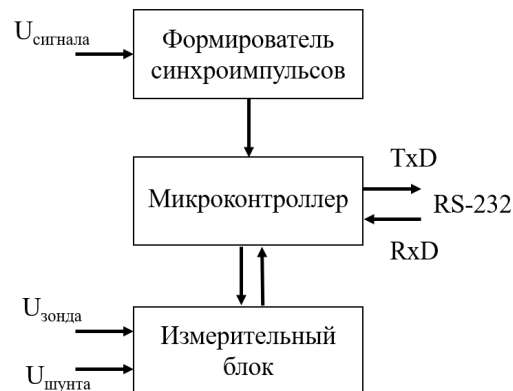 Uсигнала
Формирователь
синхроимпульсов
TxD
Микроконтроллер
RS-232
RxD
Uзонда
Измерительный
блок
Uшунта